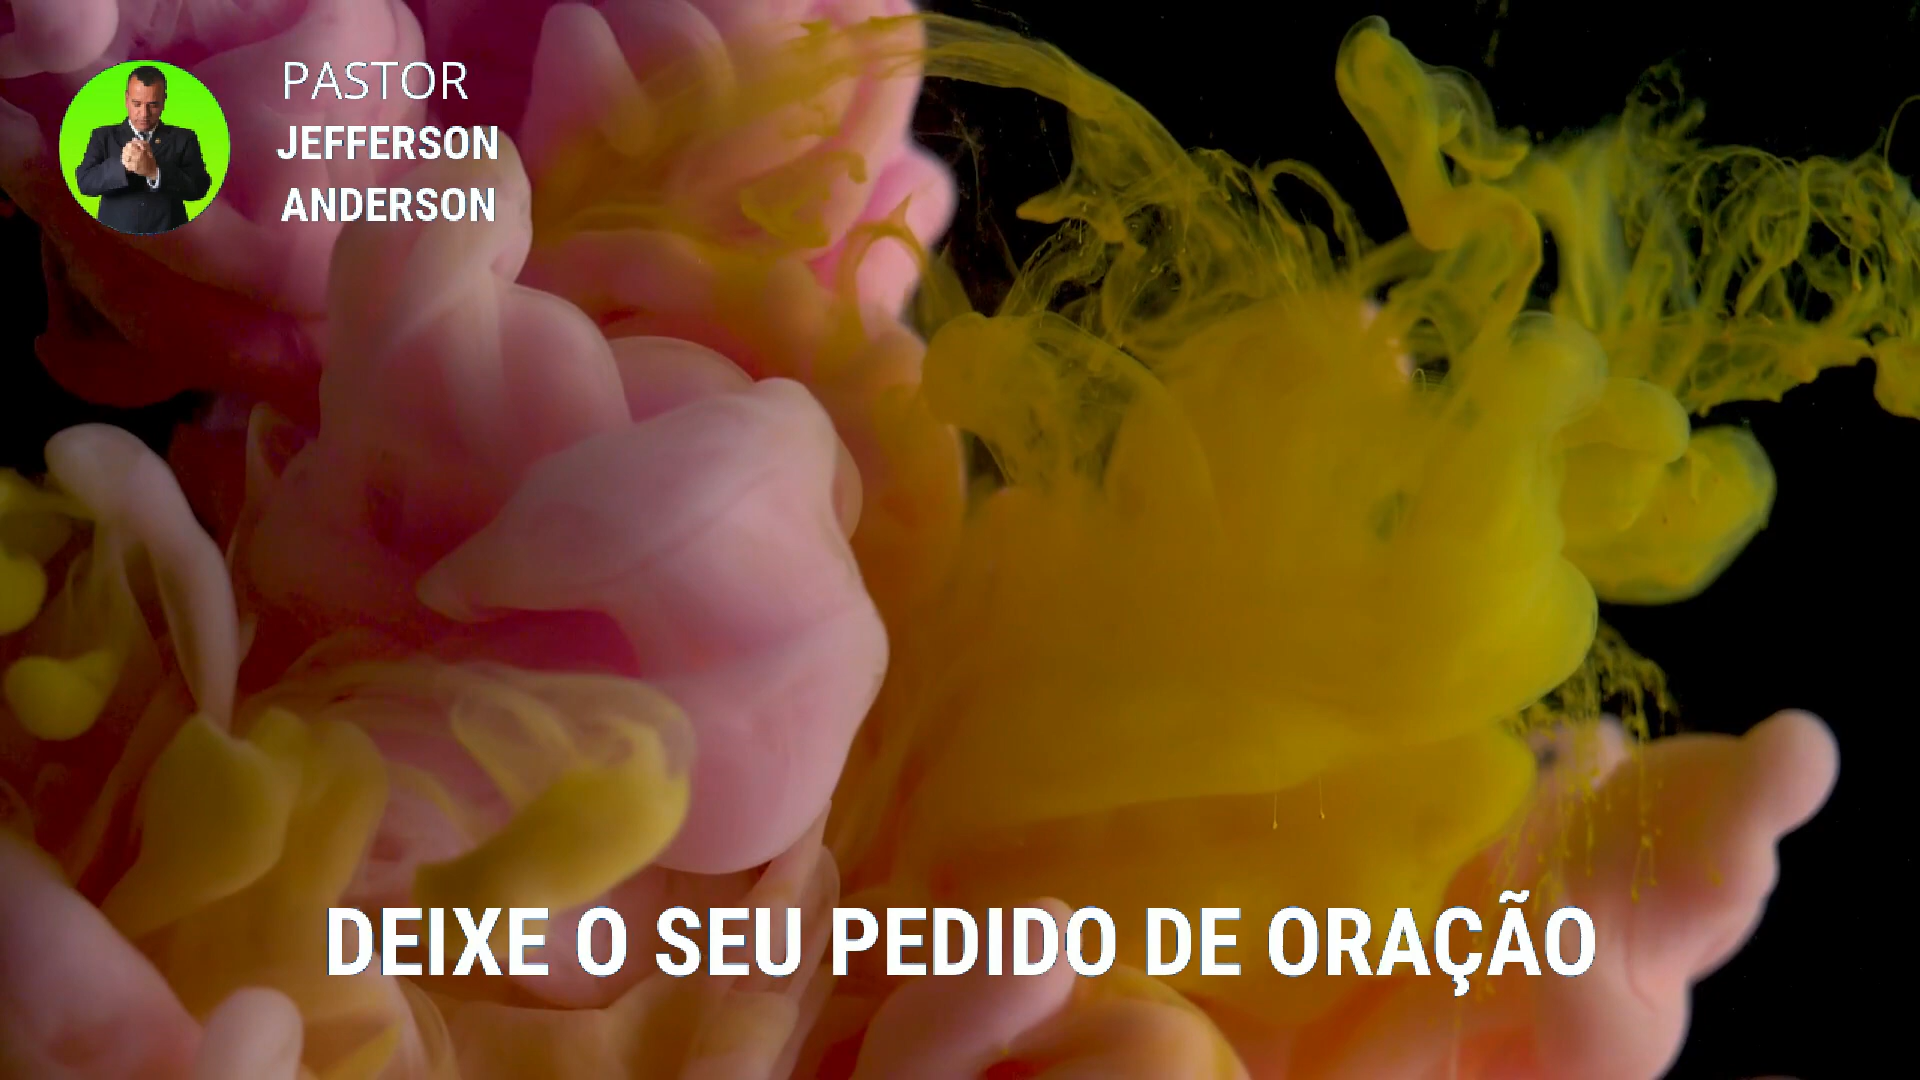 PASTOR
JEFFERSON
ANDERSON
DEIXE O SEU PEDIDO DE ORAÇÃO